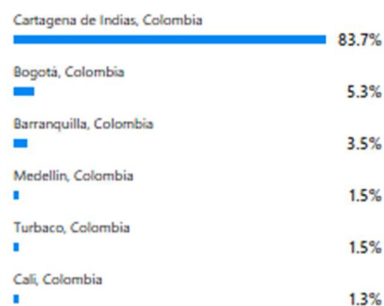 Cartagena de Indias, Colombia
83.7%
Bogotá, Colombia
5.3%
Barranquilla, Colombia
3.5%
Medellín, Colombia
1.5%
Turbaco, Colombia
1.5%
Cali, Colombia
1.3%